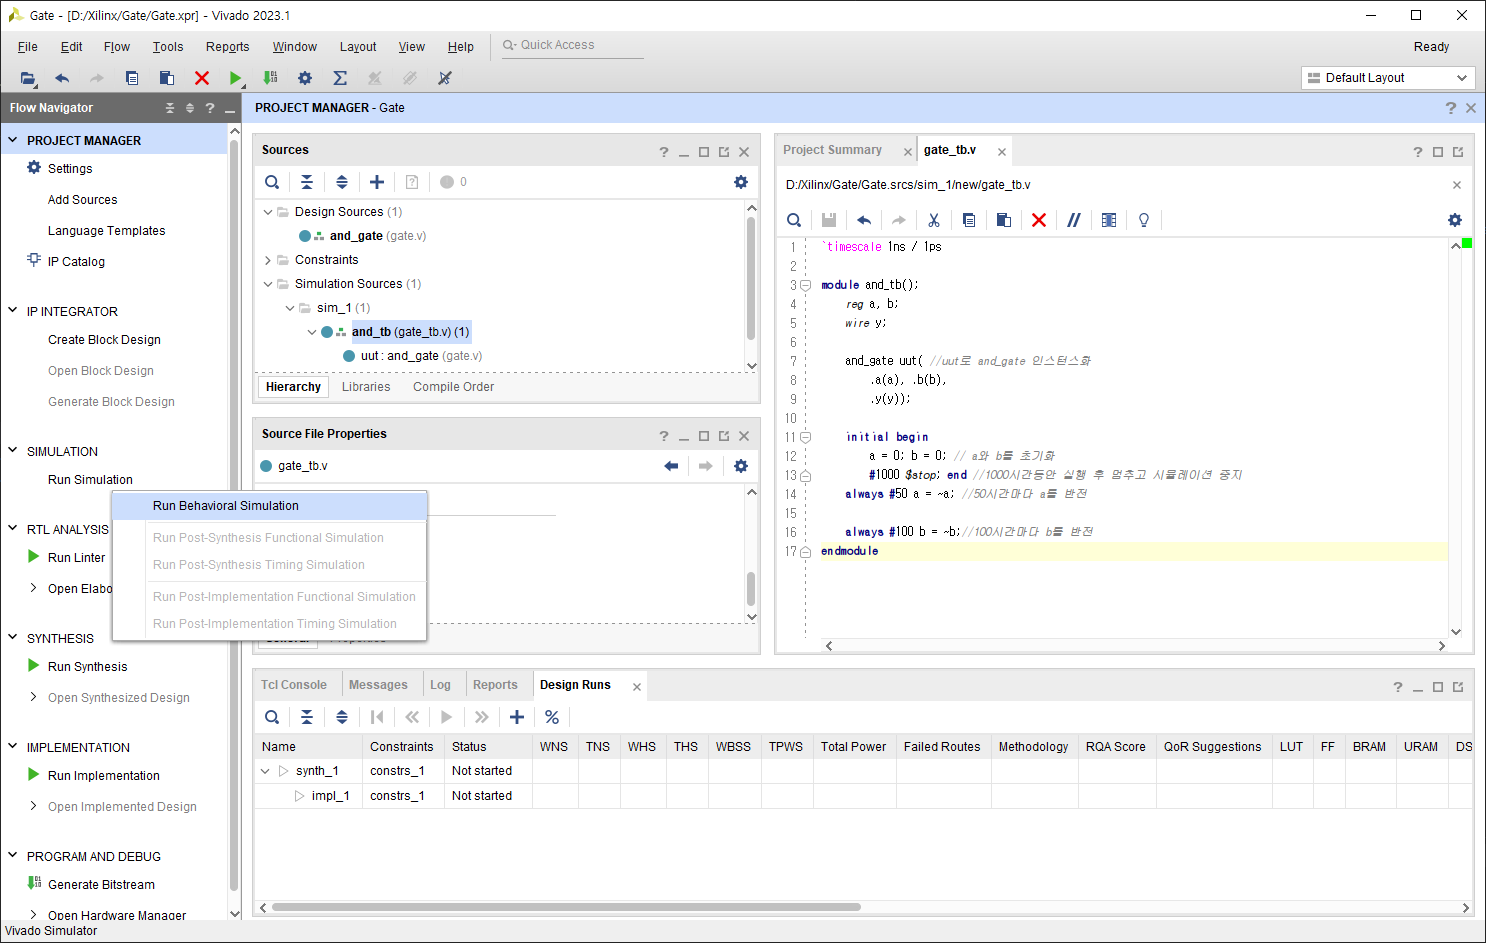 Gate - [D:/Xilinx/Gate/Gate.xpr] - Vivado 2023.1
File Edit Flow Tools Reports Window Layout View Help Quick Access Ready
Default Layout
Flow Navigator
PROJECT MANAGER
Settings
Add Sources
Language Templates
IP Catalog
IP INTEGRATOR
Create Block Design
Open Block Design
Generate Block Design
SIMULATION
Run Simulation
Run Behavioral Simulation
Run Post-Synthesis Functional Simulation
Run Post-Synthesis Timing Simulation
Run Post-Implementation Functional Simulation
Run Post-Implementation Timing Simulation
RTL ANALYSIS
Run Linter
Open Elabo
SYNTHESIS
Run Synthesis
Open Synthesized Design
IMPLEMENTATION
Run Implementation
Open Implemented Design
PROGRAM AND DEBUG
Generate Bitstream
Open Hardware Manager
PROJECT MANAGER - Gate
Sources
0
Design Sources (1)
and_gate (gate.v)
Constraints
Simulation Sources (1)
sim_1 (1)
and_tb (gate_tb.v) (1)
uut : and_gate (gate.v)
Hierarchy Libraries Compile Order
Source File Properties
gate_tb.v
Project Summary gate_tb.v
D:/Xilinx/Gate/Gate.srcs/sim_1/new/gate_tb.v
1 `timescale 1ns / 1ps
2
3 module and_tb();
4 reg a, b;
5 wire y;
6
7 and_gate uut( //uut로 and_gate 인스턴스화
8 .a(a), .b(b),
9 .y(y));
10
11 initial begin
12 a = 0; b = 0; // a와 b를 초기화
13 #1000 $stop; end //1000시간등안 실행 후 멈추고 시뮬레이션 중지
14 always #50 a = ~a; //50시간마다 a를 반전
15
16 always #100 b = ~b;//100시간마다 b를 반전
17 endmodule
Tcl Console Messages Log Reports Design Runs
Name Constraints Status WNS TNS WHS THS WBSS TPWS Total Power Failed Routes Methodology RQA Score QoR Suggestions LUT FF BRAM URAM DS
synth_1 constrs_1 Not started
impl_1 constrs_1 Not started
Vivado Simulator